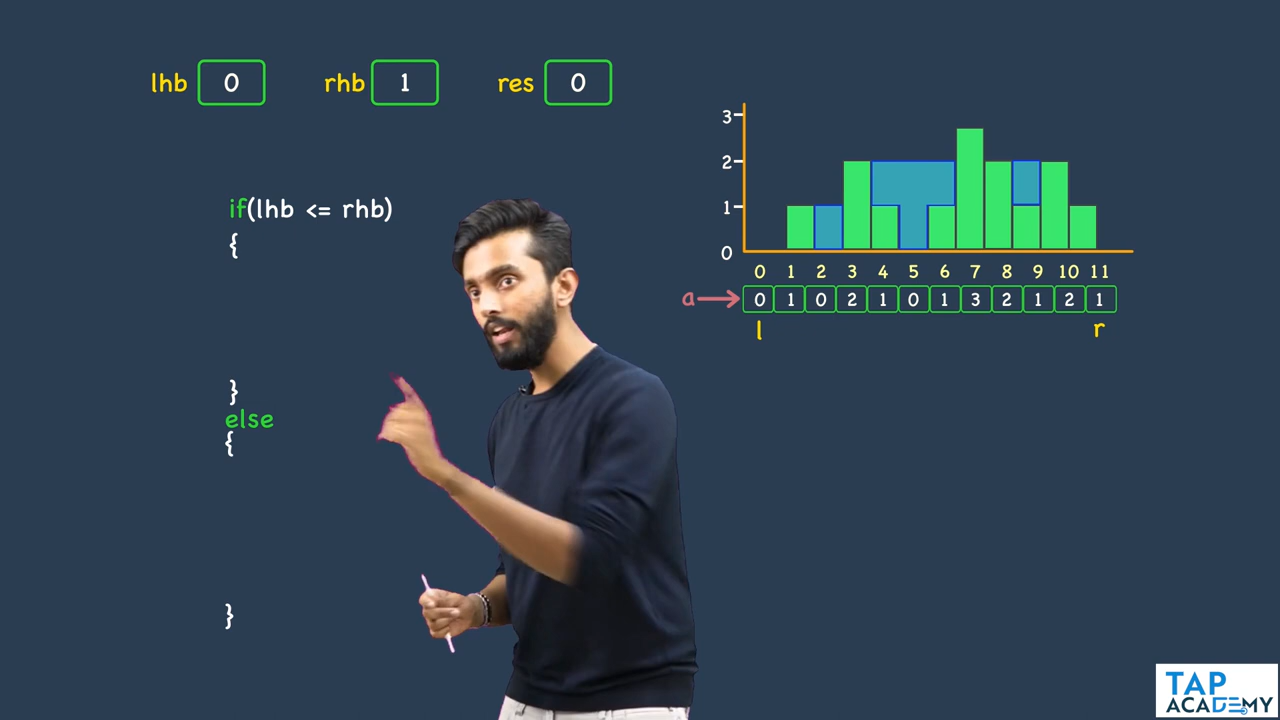 lhb 0 rhb 1 res 0
if(lhb <= rhb)
{
}
else
{
}
3
2
1
0
0 1 2 3 4 5 6 7 8 9 10 11
a 0 1 0 2 1 0 1 3 2 1 2 1
l r
TAP
ACADEMY